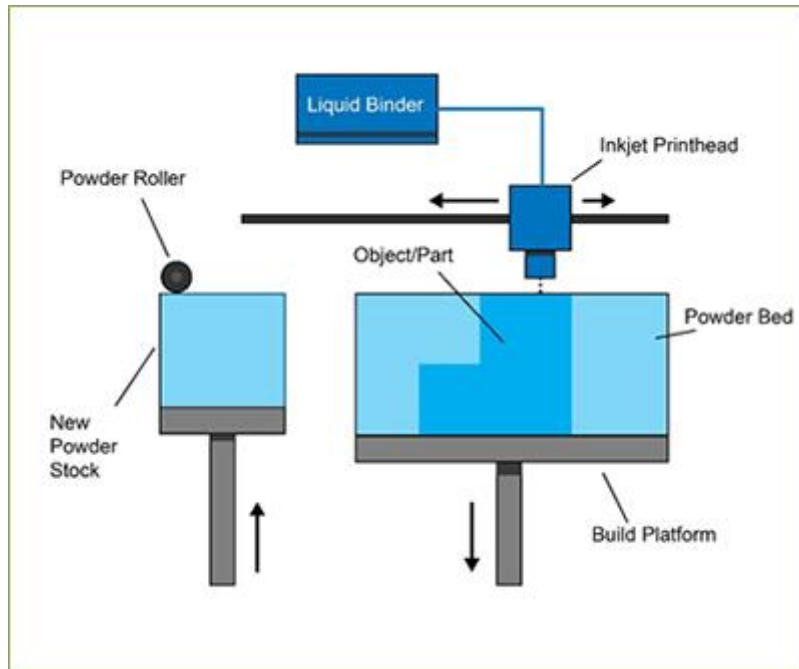 Liquid Binder
Inkjet Printhead
Powder Roller
Object/Part
Powder Bed
New
Powder
Stock
Build Platform